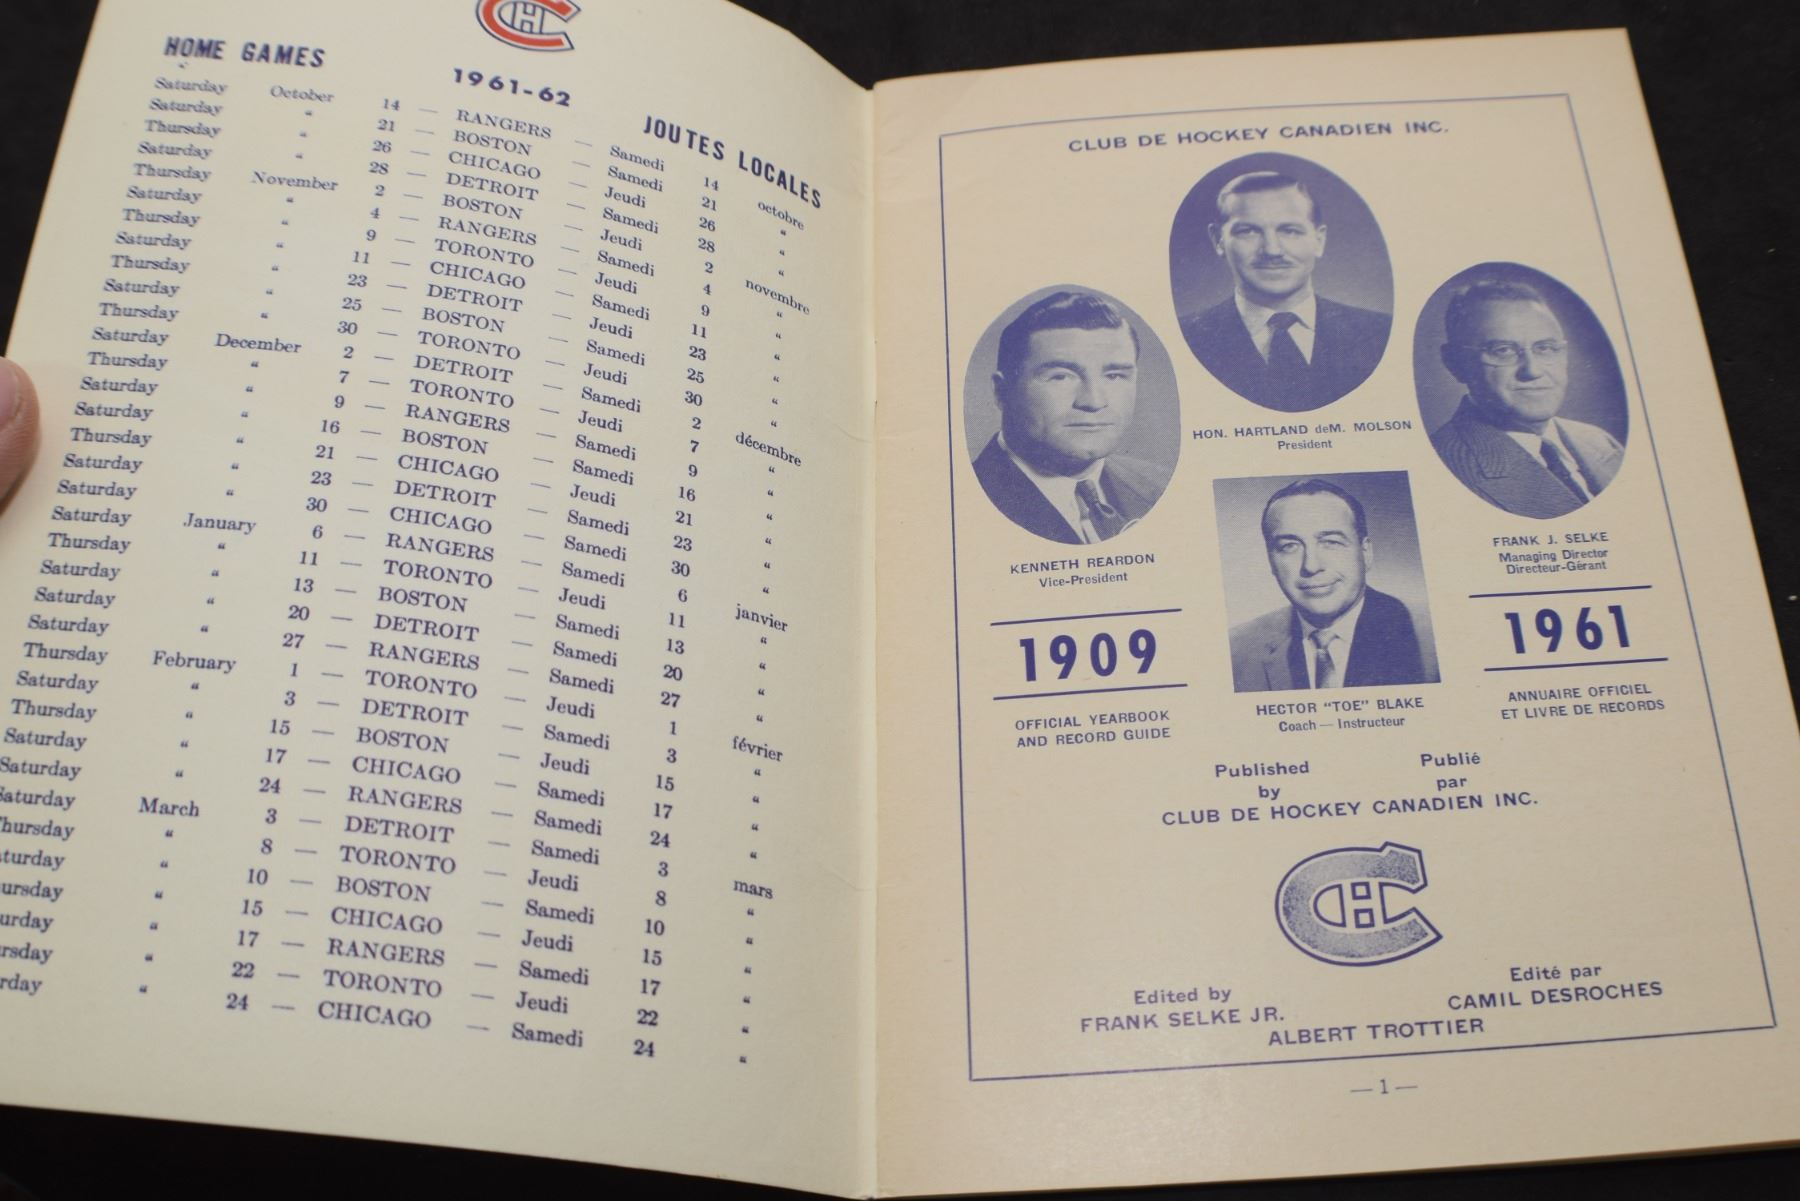 HOME GAMES
1961-62
JOUTES LOCALES
Saturday October 14 — RANGERS — Samedi 14 octobre
Saturday " 21 — BOSTON — Samedi 21 "
Thursday " 26 — CHICAGO — Jeudi 26 "
Saturday " 28 — DETROIT — Samedi 28 "
Thursday November 2 — BOSTON — Jeudi 2 novembre
Saturday " 4 — RANGERS — Samedi 4 "
Thursday " 9 — TORONTO — Jeudi 9 "
Saturday " 11 — CHICAGO — Samedi 11 "
Thursday " 23 — DETROIT — Jeudi 23 "
Saturday " 25 — BOSTON — Samedi 25 "
Thursday " 30 — TORONTO — Jeudi 30 "
Saturday December 2 — DETROIT — Samedi 2 décembre
Thursday " 7 — TORONTO — Jeudi 7 "
Saturday " 9 — RANGERS — Samedi 9 "
Saturday " 16 — BOSTON — Samedi 16 "
Thursday " 21 — CHICAGO — Jeudi 21 "
Saturday " 23 — DETROIT — Samedi 23 "
Saturday " 30 — CHICAGO — Samedi 30 "
Saturday January 6 — RANGERS — Samedi 6 janvier
Thursday " 11 — TORONTO — Jeudi 11 "
Saturday " 13 — BOSTON — Samedi 13 "
Saturday " 20 — DETROIT — Samedi 20 "
Saturday " 27 — RANGERS — Samedi 27 "
Thursday February 1 — TORONTO — Jeudi 1 février
Saturday " 3 — DETROIT — Samedi 3 "
Thursday " 15 — BOSTON — Jeudi 15 "
Saturday " 17 — CHICAGO — Samedi 17 "
Saturday " 24 — RANGERS — Samedi 24 "
aturday March 3 — DETROIT — Samedi 3 mars
hursday " 8 — TORONTO — Jeudi 8 "
turday " 10 — BOSTON — Samedi 10 "
ursday " 15 — CHICAGO — Jeudi 15 "
urday " 17 — RANGERS — Samedi 17 "
rsday " 22 — TORONTO — Jeudi 22 "
rday " 24 — CHICAGO — Samedi 24 "
CLUB DE HOCKEY CANADIEN INC.
HON. HARTLAND deM. MOLSON
President
KENNETH REARDON
Vice-President
FRANK J. SELKE
Managing Director
Directeur-Gérant
1909
1961
HECTOR "TOE" BLAKE
Coach — Instructeur
OFFICIAL YEARBOOK
AND RECORD GUIDE
ANNUAIRE OFFICIEL
ET LIVRE DE RECORDS
Published Publié
by par
CLUB DE HOCKEY CANADIEN INC.
Edited by
FRANK SELKE JR.
Edité par
CAMIL DESROCHES
ALBERT TROTTIER
— 1 —